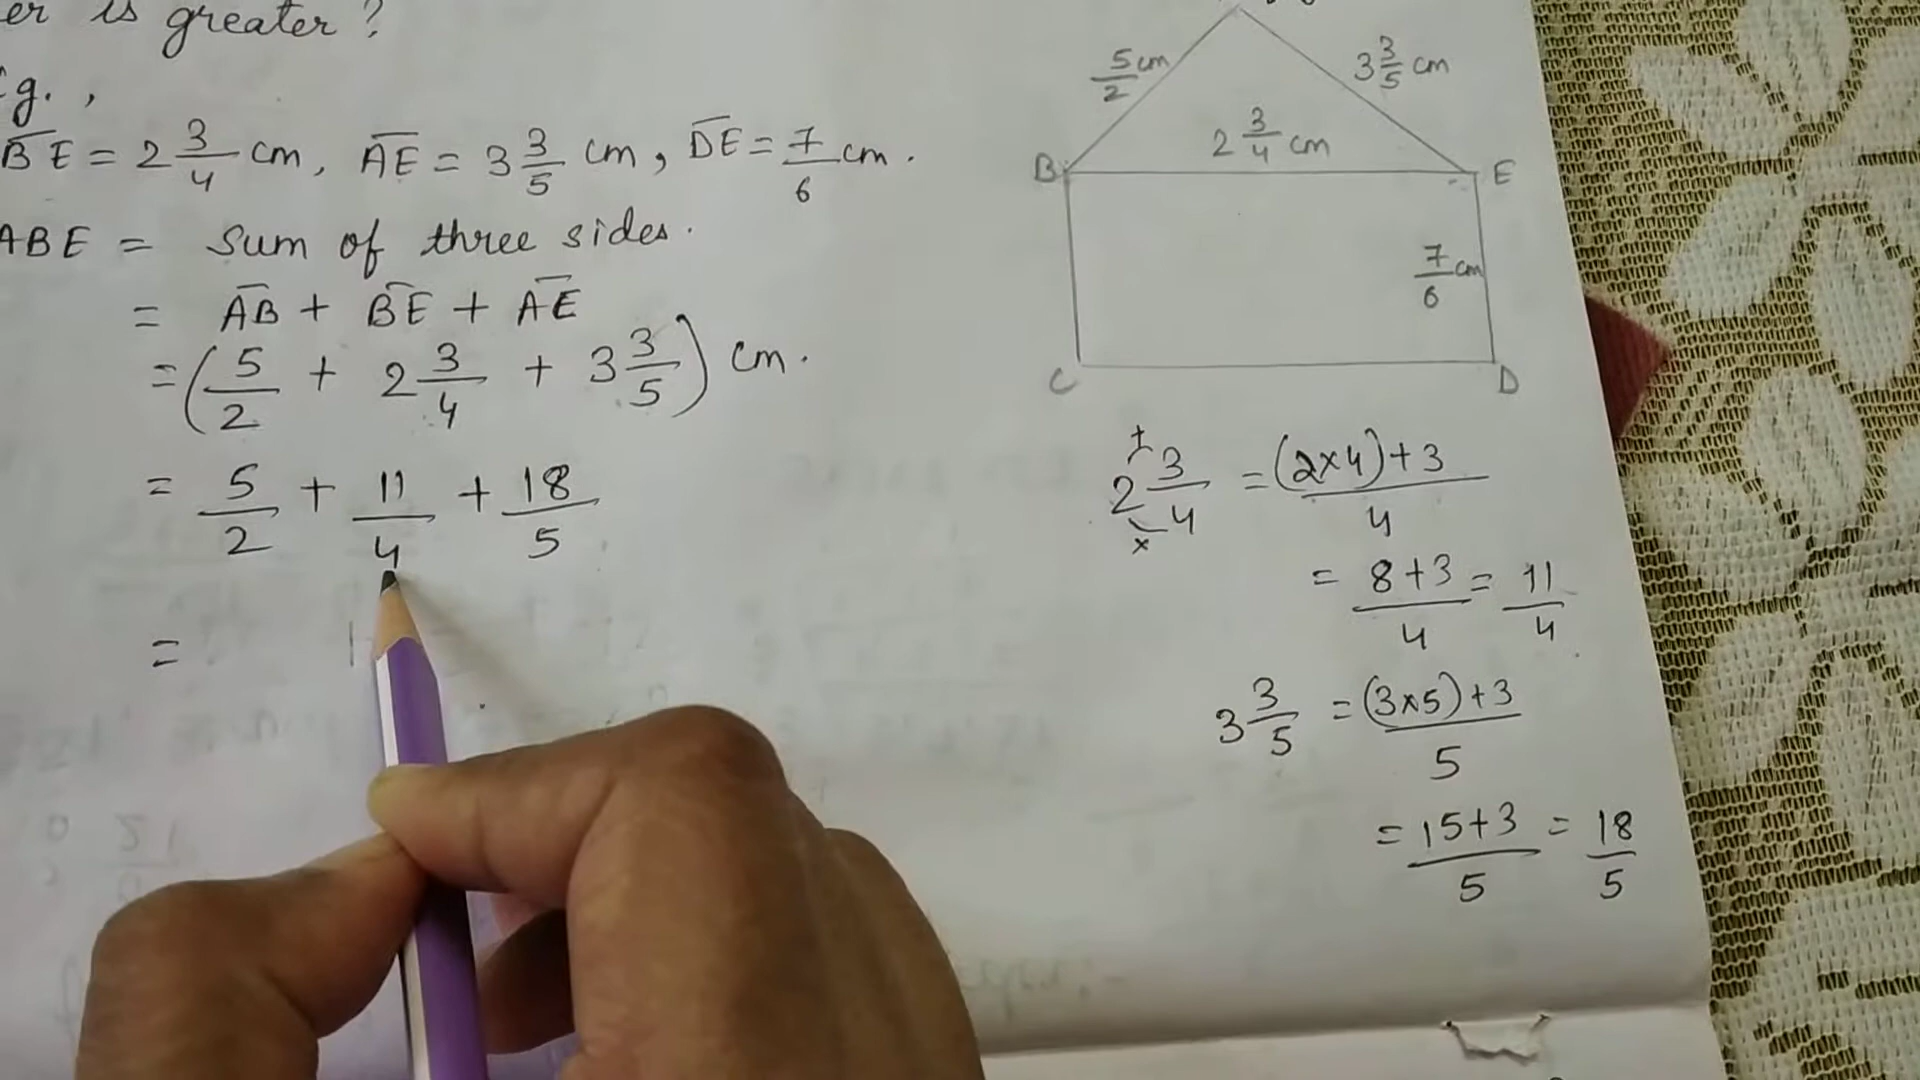 er is greater?
g.,
BE = 2 3/4 cm, AE = 3 3/5 cm, DE = 7/6 cm.
ABE = Sum of three sides.
= AB + BE + AE
= (5/2 + 2 3/4 + 3 3/5) cm.
= 5/2 + 11/4 + 18/5
=
5/2 cm
3 3/5 cm
2 3/4 cm
B E
7/6 cm
C D
2 3/4 = (2×4)+3/4
+
×
= 8+3/4 = 11/4
3 3/5 = (3×5)+3/5
= 15+3/5 = 18/5